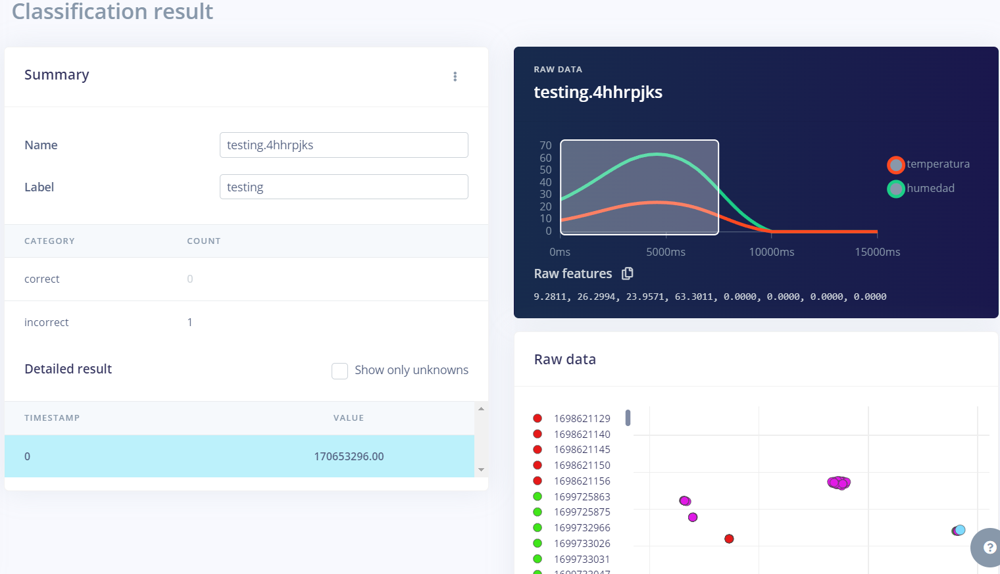 Classification result
Summary
Name
testing.4hhrpjks
Label
testing
CATEGORY COUNT
correct 0
incorrect 1
Detailed result
Show only unknowns
TIMESTAMP VALUE
0 170653296.00
RAW DATA
testing.4hhrpjks
70
60
50
40
30
20
10
0
0ms 5000ms 10000ms 15000ms
temperatura
humedad
Raw features
9.2811, 26.2994, 23.9571, 63.3011, 0.0000, 0.0000, 0.0000, 0.0000
Raw data
1698621129
1698621140
1698621145
1698621150
1698621156
1699725863
1699725875
1699732966
1699733026
1699733031
?